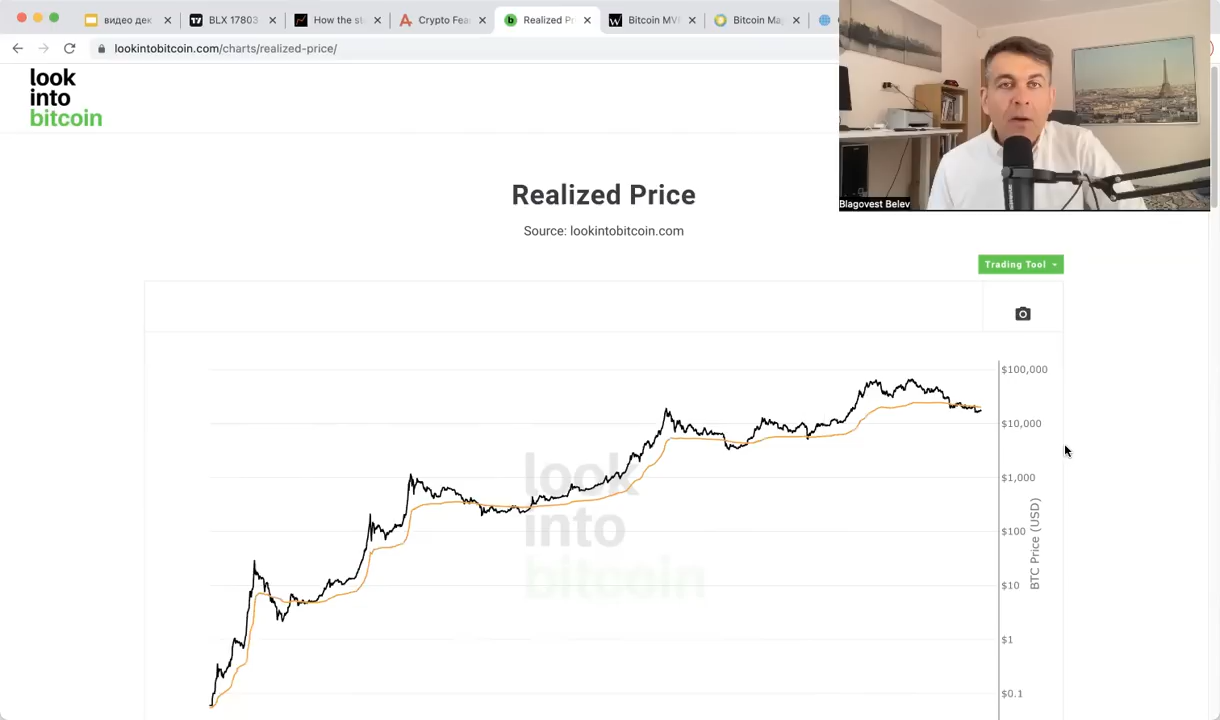 видео дек
BLX 17803
How the st
Crypto Fea
Realized Pr
Bitcoin MV
Bitcoin Ma
lookintobitcoin.com/charts/realized-price/
look
into
bitcoin
Blagovest Belev
Realized Price
Source: lookintobitcoin.com
Trading Tool
$100,000
$10,000
$1,000
$100
$10
$1
$0.1
BTC Price (USD)
look
into
bitcoin